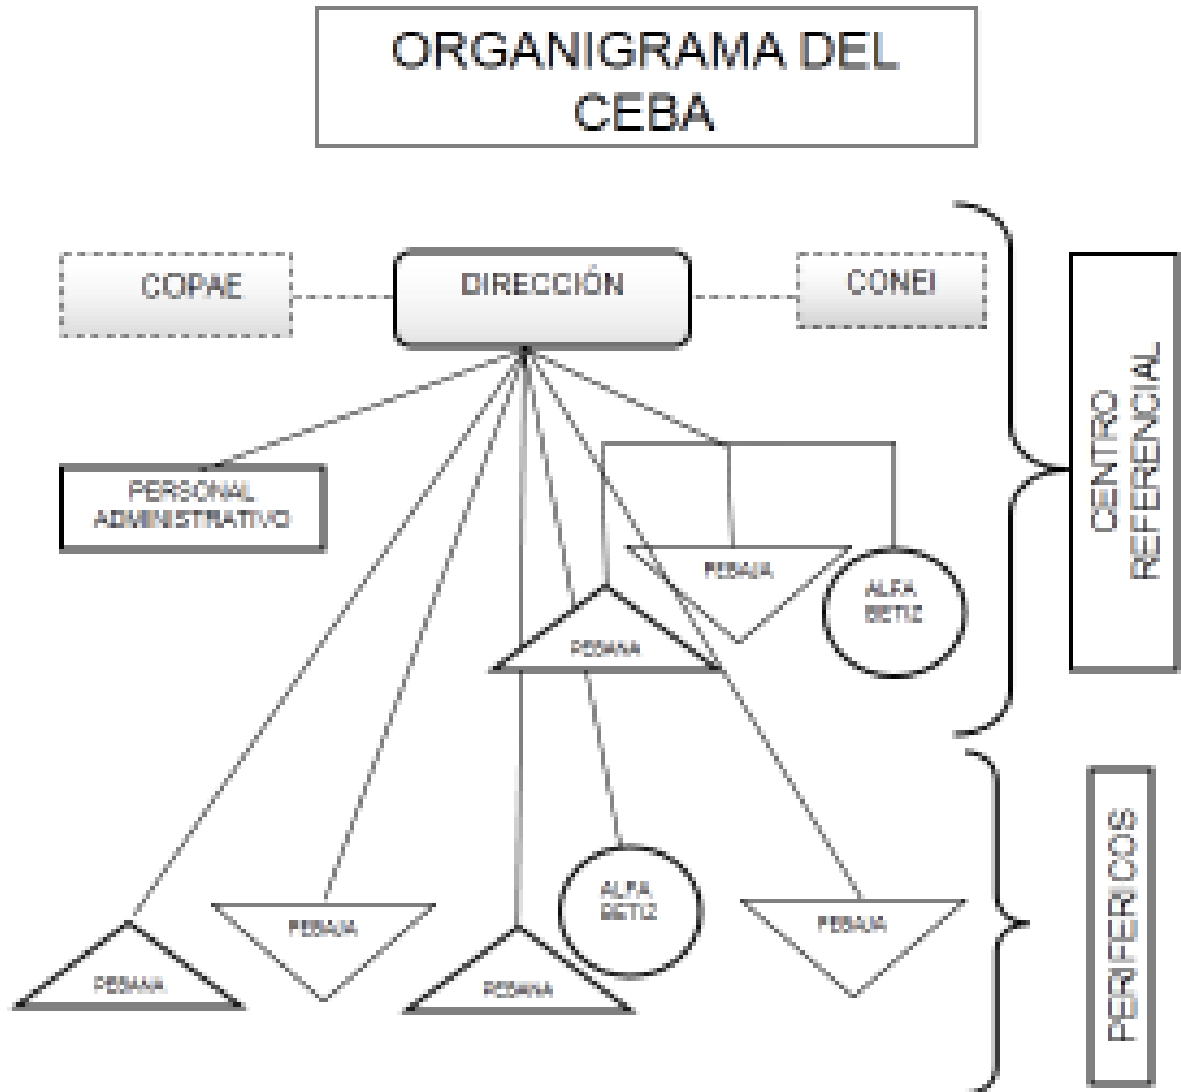 ORGANIGRAMA DEL
CEBA
COPAE
DIRECCIÓN
CONEI
PERSONAL
ADMINISTRATIVO
PEBAJA
ALFA
BETIZ
PEBANA
CENTRO
REFERENCIAL
PEBANA
PEBAJA
PEBANA
ALFA
BETIZ
PEBAJA
PERIFERICOS